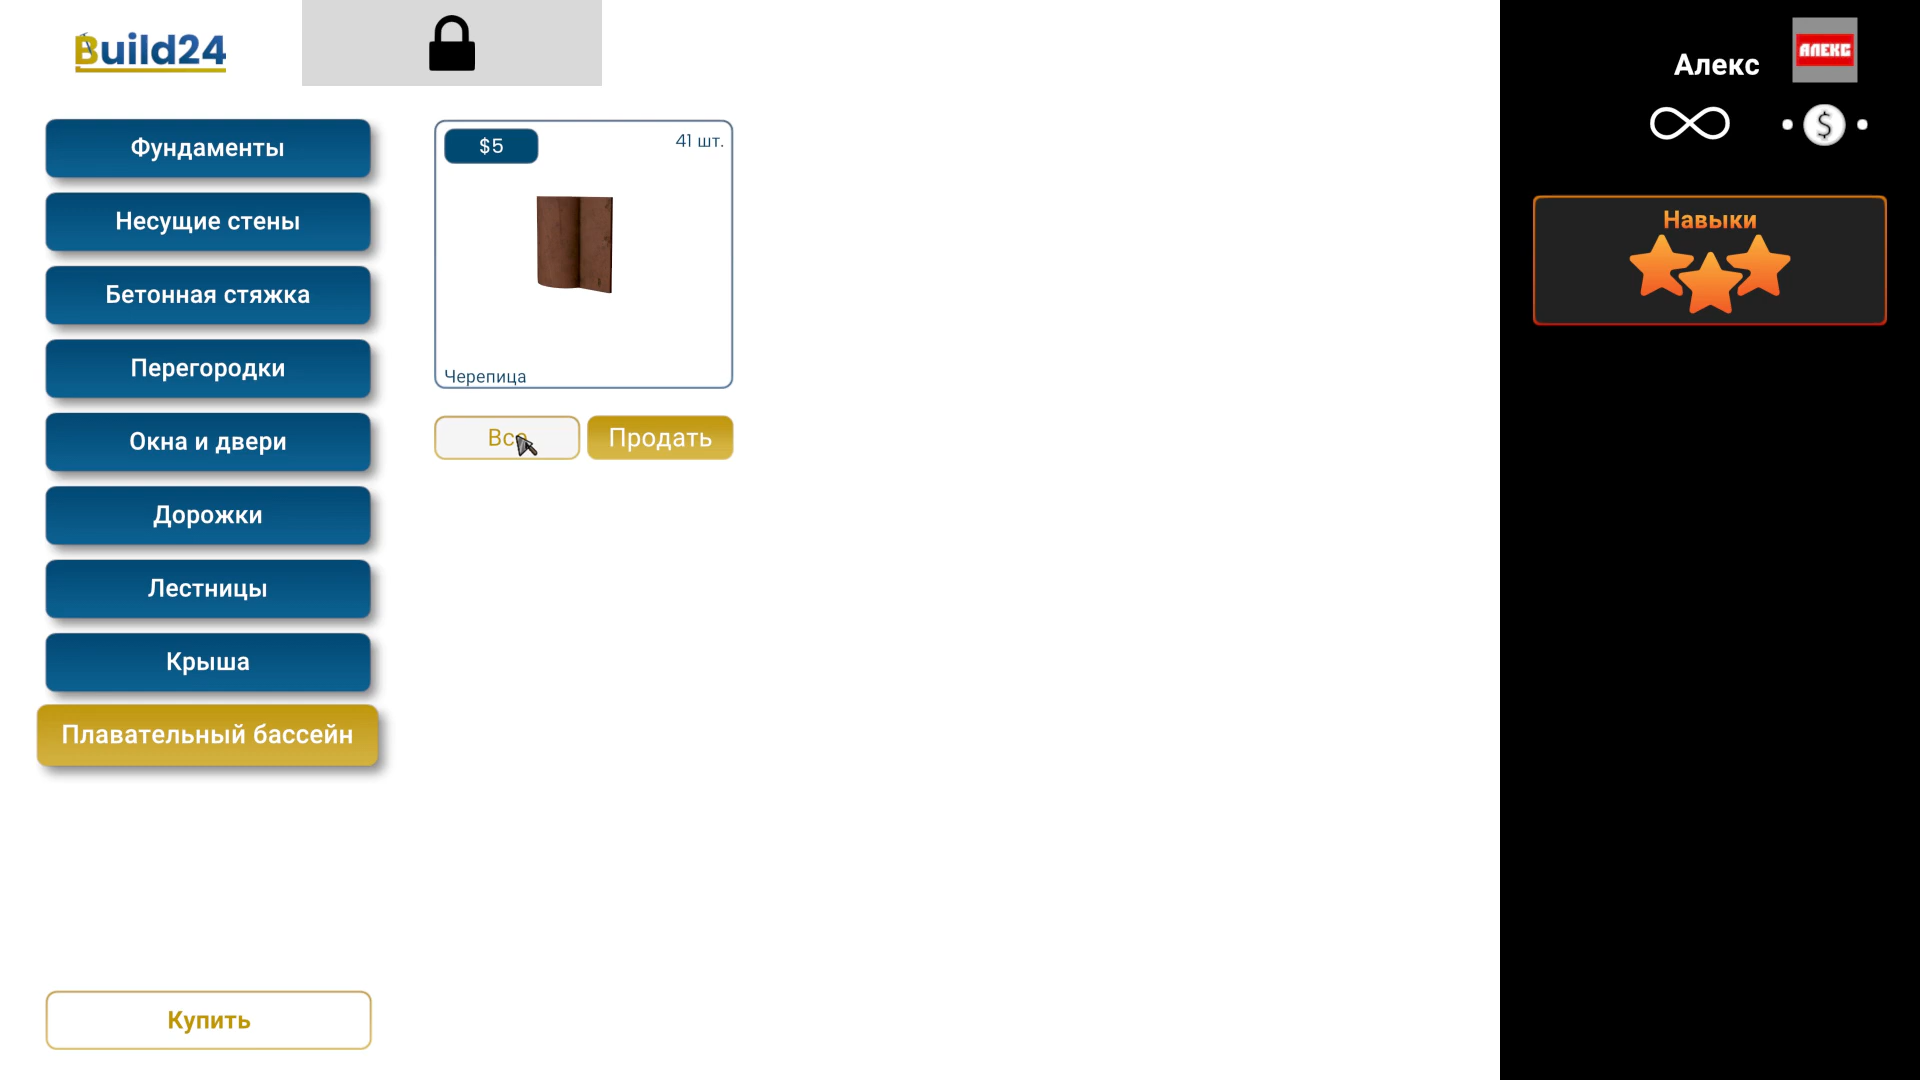 Build24
Фундаменты
Несущие стены
Бетонная стяжка
Перегородки
Окна и двери
Дорожки
Лестницы
Крыша
Плавательный бассейн
Купить
$5
41 шт.
Черепица
Все
Продать
Алекс
АЛЕКС
$
Навыки